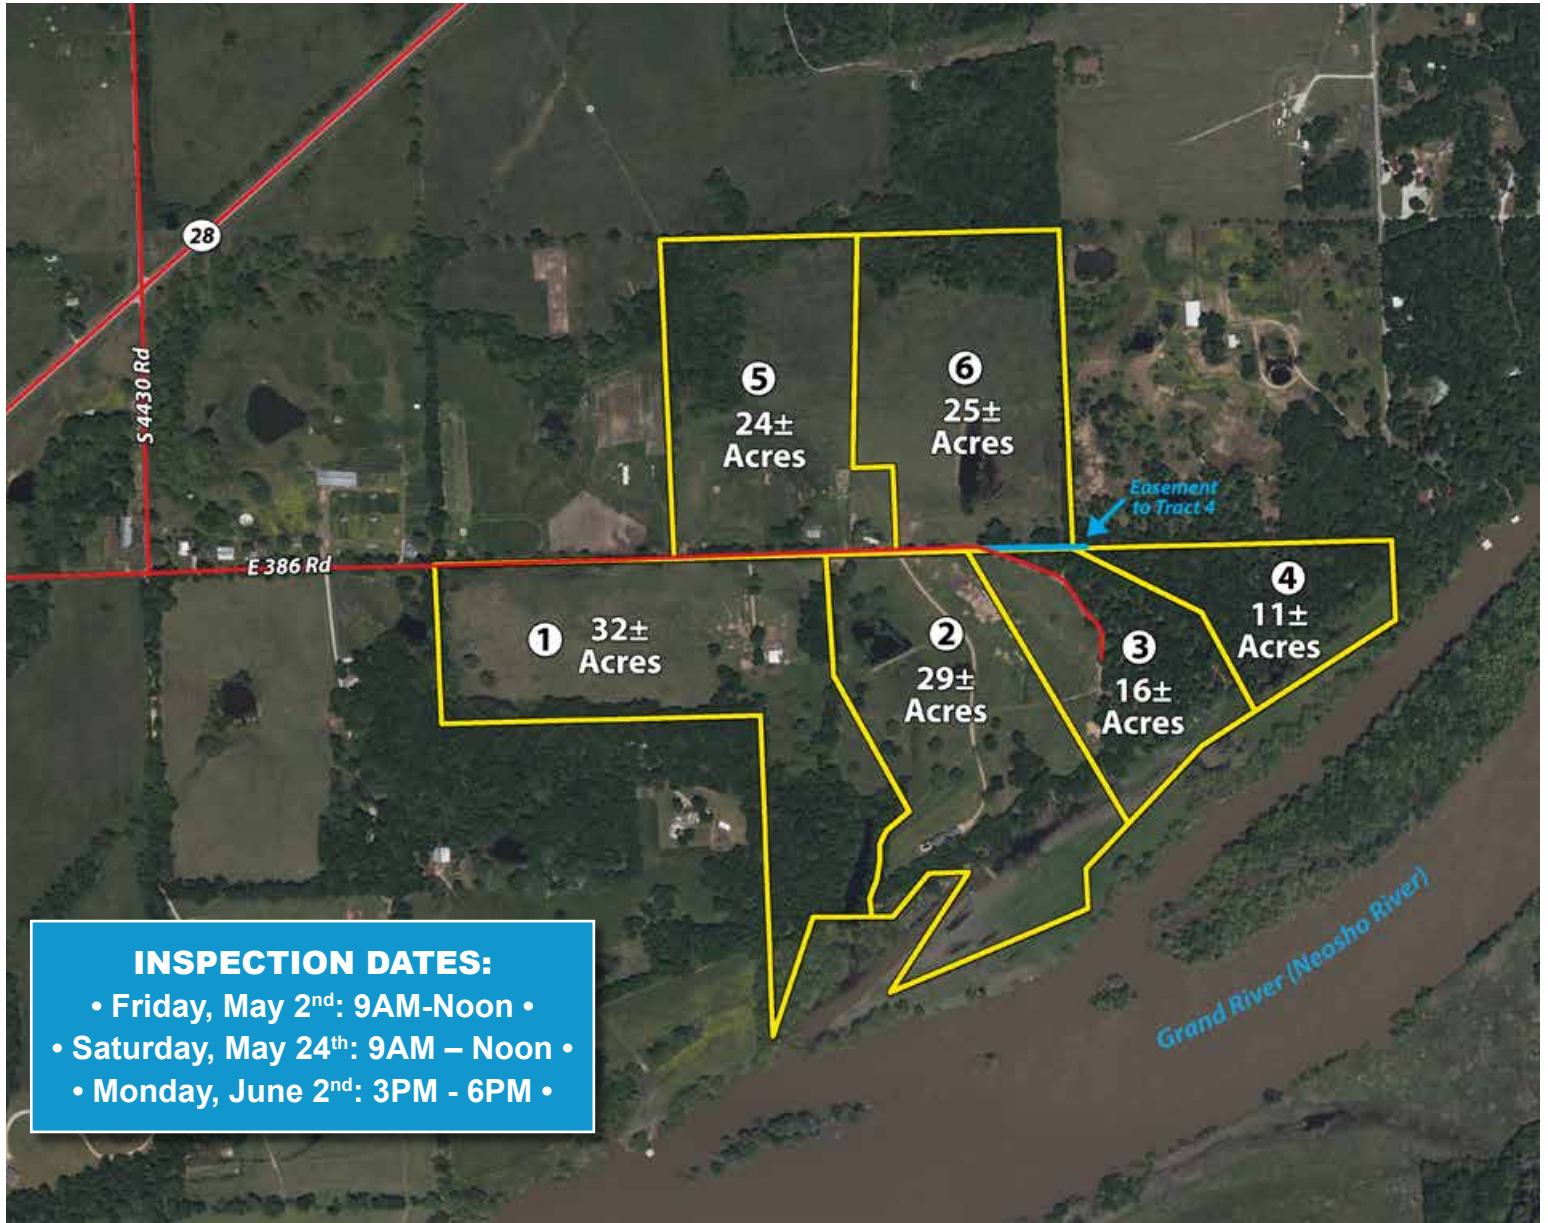 28
S 4430 Rd
E 386 Rd
5
24±
Acres
6
25±
Acres
Easement
to Tract 4
1
32±
Acres
2
29±
Acres
3
16±
Acres
4
11±
Acres
Grand River (Neosho River)
INSPECTION DATES:
• Friday, May 2nd: 9AM-Noon •
• Saturday, May 24th: 9AM – Noon •
• Monday, June 2nd: 3PM - 6PM •